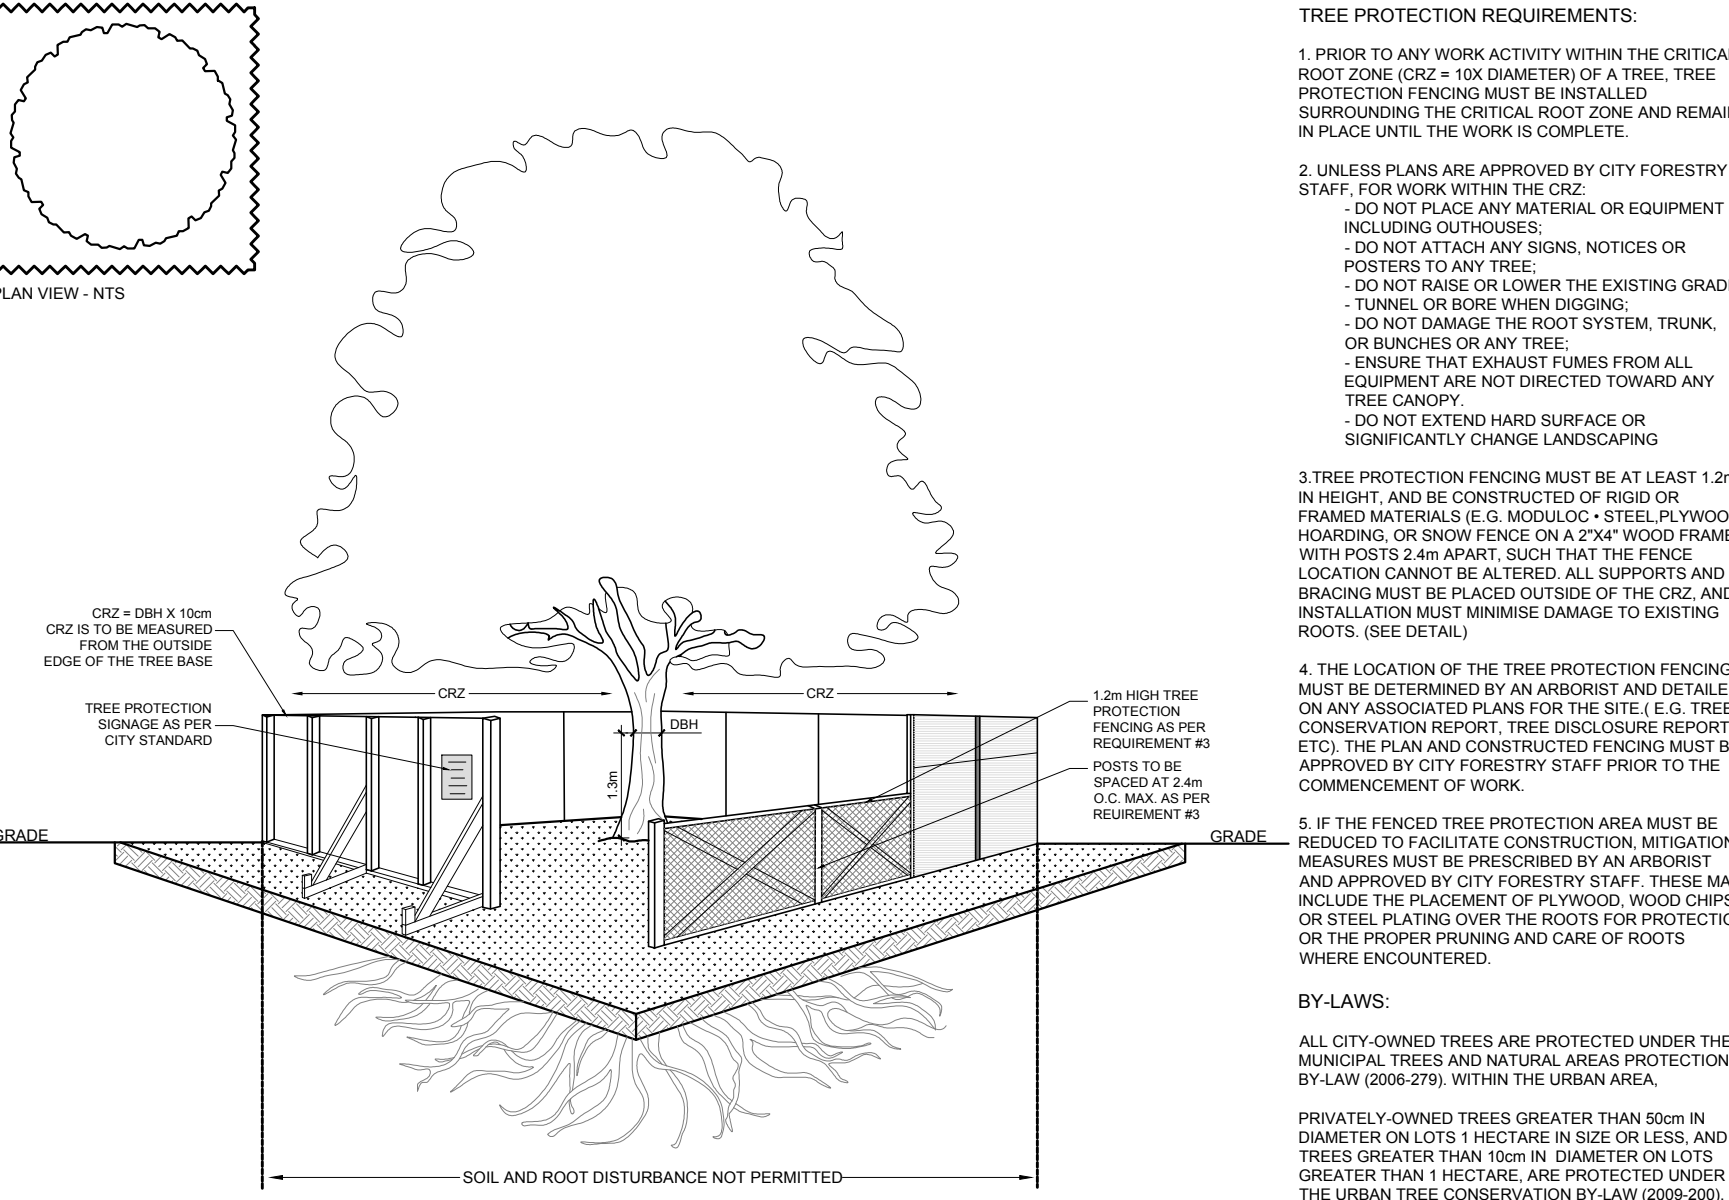 PLAN VIEW - NTS
CRZ = DBH X 10cm
CRZ IS TO BE MEASURED
FROM THE OUTSIDE
EDGE OF THE TREE BASE
TREE PROTECTION
SIGNAGE AS PER
CITY STANDARD
CRZ
CRZ
DBH
1.3m
1.2m HIGH TREE
PROTECTION
FENCING AS PER
REQUIREMENT #3
POSTS TO BE
SPACED AT 2.4m
O.C. MAX. AS PER
REUIREMENT #3
GRADE
GRADE
SOIL AND ROOT DISTURBANCE NOT PERMITTED
TREE PROTECTION REQUIREMENTS:
1. PRIOR TO ANY WORK ACTIVITY WITHIN THE CRITICAL
ROOT ZONE (CRZ = 10X DIAMETER) OF A TREE, TREE
PROTECTION FENCING MUST BE INSTALLED
SURROUNDING THE CRITICAL ROOT ZONE AND REMAIN
IN PLACE UNTIL THE WORK IS COMPLETE.
2. UNLESS PLANS ARE APPROVED BY CITY FORESTRY
STAFF, FOR WORK WITHIN THE CRZ:
- DO NOT PLACE ANY MATERIAL OR EQUIPMENT
INCLUDING OUTHOUSES;
- DO NOT ATTACH ANY SIGNS, NOTICES OR
POSTERS TO ANY TREE;
- DO NOT RAISE OR LOWER THE EXISTING GRADE
- TUNNEL OR BORE WHEN DIGGING;
- DO NOT DAMAGE THE ROOT SYSTEM, TRUNK,
OR BUNCHES OR ANY TREE;
- ENSURE THAT EXHAUST FUMES FROM ALL
EQUIPMENT ARE NOT DIRECTED TOWARD ANY
TREE CANOPY.
- DO NOT EXTEND HARD SURFACE OR
SIGNIFICANTLY CHANGE LANDSCAPING
3.TREE PROTECTION FENCING MUST BE AT LEAST 1.2m
IN HEIGHT, AND BE CONSTRUCTED OF RIGID OR
FRAMED MATERIALS (E.G. MODULOC • STEEL,PLYWOO
HOARDING, OR SNOW FENCE ON A 2"X4" WOOD FRAME
WITH POSTS 2.4m APART, SUCH THAT THE FENCE
LOCATION CANNOT BE ALTERED. ALL SUPPORTS AND
BRACING MUST BE PLACED OUTSIDE OF THE CRZ, AND
INSTALLATION MUST MINIMISE DAMAGE TO EXISTING
ROOTS. (SEE DETAIL)
4. THE LOCATION OF THE TREE PROTECTION FENCING
MUST BE DETERMINED BY AN ARBORIST AND DETAILE
ON ANY ASSOCIATED PLANS FOR THE SITE.( E.G. TREE
CONSERVATION REPORT, TREE DISCLOSURE REPORT
ETC). THE PLAN AND CONSTRUCTED FENCING MUST B
APPROVED BY CITY FORESTRY STAFF PRIOR TO THE
COMMENCEMENT OF WORK.
5. IF THE FENCED TREE PROTECTION AREA MUST BE
REDUCED TO FACILITATE CONSTRUCTION, MITIGATION
MEASURES MUST BE PRESCRIBED BY AN ARBORIST
AND APPROVED BY CITY FORESTRY STAFF. THESE MA
INCLUDE THE PLACEMENT OF PLYWOOD, WOOD CHIPS
OR STEEL PLATING OVER THE ROOTS FOR PROTECTIO
OR THE PROPER PRUNING AND CARE OF ROOTS
WHERE ENCOUNTERED.
BY-LAWS:
ALL CITY-OWNED TREES ARE PROTECTED UNDER THE
MUNICIPAL TREES AND NATURAL AREAS PROTECTION
BY-LAW (2006-279). WITHIN THE URBAN AREA,
PRIVATELY-OWNED TREES GREATER THAN 50cm IN
DIAMETER ON LOTS 1 HECTARE IN SIZE OR LESS, AND
TREES GREATER THAN 10cm IN DIAMETER ON LOTS
GREATER THAN 1 HECTARE, ARE PROTECTED UNDER
THE URBAN TREE CONSERVATION BY-LAW (2009-200).